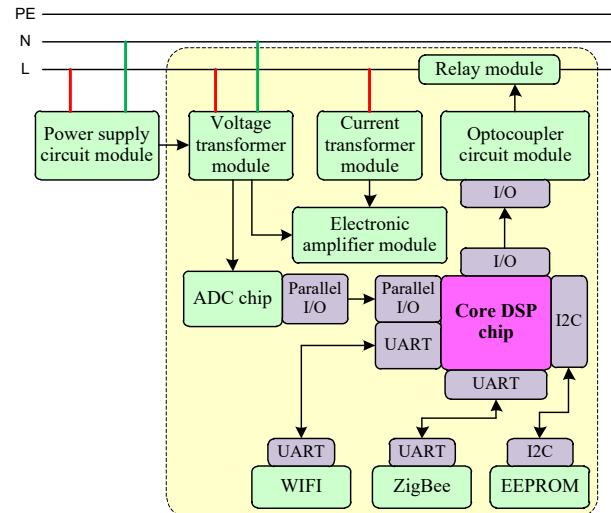 PE
N
L
Relay module
Power supply
circuit module
Voltage
transformer
module
Current
transformer
module
Optocoupler
circuit module
I/O
Electronic
amplifier module
I/O
ADC chip
Parallel
I/O
Parallel
I/O
Core DSP
chip
I2C
UART
UART
UART
UART
I2C
WIFI
ZigBee
EEPROM